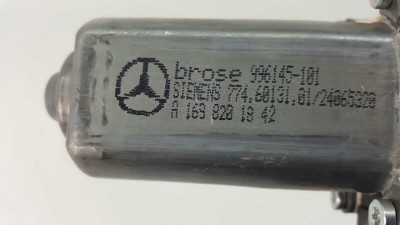 brose 996145-101
SIEMENS 774.60131.01/24065320
A 169 820 18 42